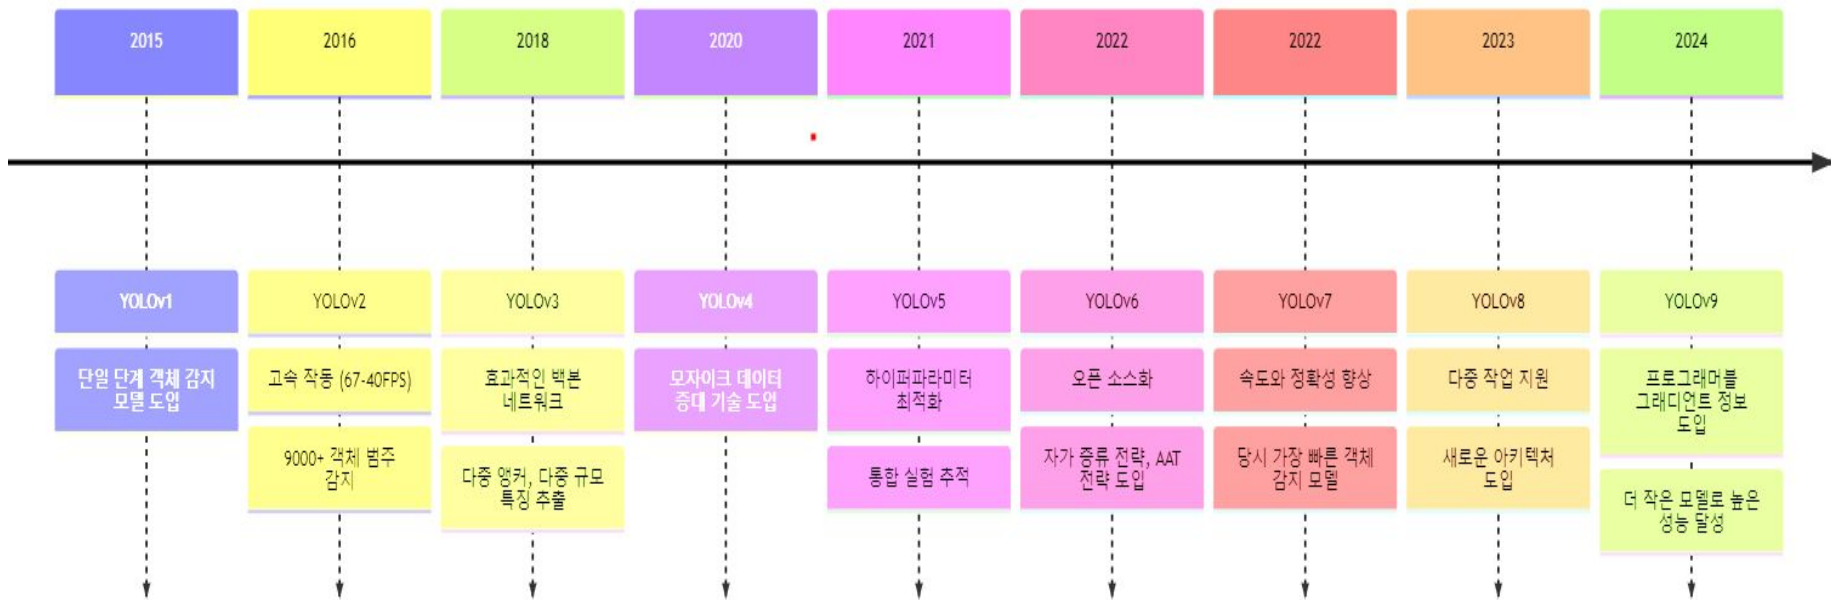 2015
2016
2018
2020
2021
2022
2022
2023
2024
YOLOv1
단일 단계 객체 감지
모델 도입
YOLOv2
고속 작동 (67-40FPS)
9000+ 객체 범주
감지
YOLOv3
효과적인 백본
네트워크
다중 앵커, 다중 규모
특징 추출
YOLOv4
모자이크 데이터
증대 기술 도입
YOLOv5
하이퍼파라미터
최적화
통합 실험 추적
YOLOv6
오픈 소스화
자가 증류 전략, AAT
전략 도입
YOLOv7
속도와 정확성 향상
당시 가장 빠른 객체
감지 모델
YOLOv8
다중 작업 지원
새로운 아키텍처
도입
YOLOv9
프로그래머블
그래디언트 정보
도입
더 작은 모델로 높은
성능 달성